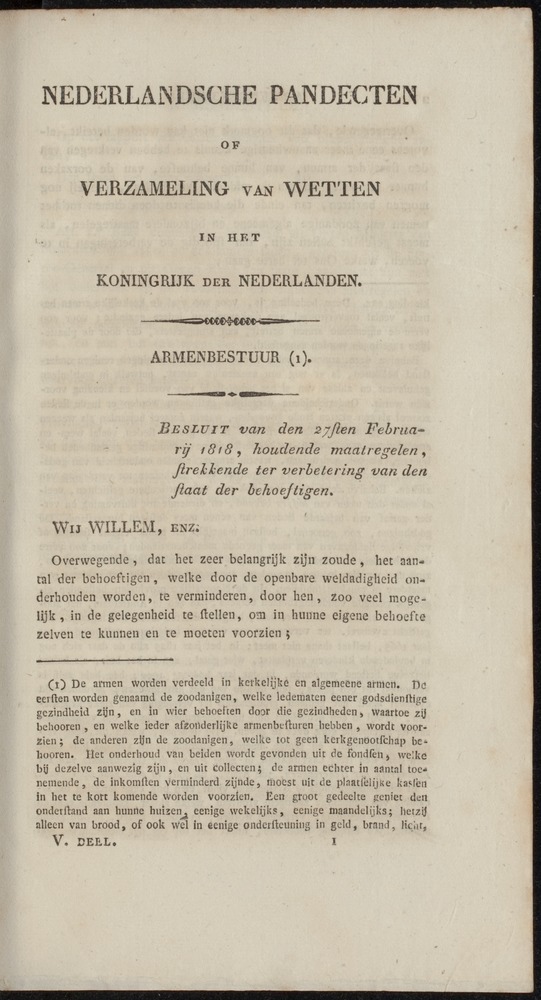 NEDERLANDSCHE PANDECTEN
OF
VERZAMELING VAN WETTEN
IN HET
KONINGRIJK DER NEDERLANDEN.
ARMENBESTUUR (1).
BESLUIT van den 27ſten Februa-
rij 1818, houdende maatregelen,
ſtrekkende ter verbetering van den
ſtaat der behoeftigen.
WIJ WILLEM, ENZ.
Overwegende, dat het zeer belangrijk zijn zoude, het aan-
tal der behoeftigen, welke door de openbare weldadigheid on-
derhouden worden, te verminderen, door hen, zoo veel moge-
lijk, in de gelegenheid te ſtellen, om in hunne eigene behoefte
zelven te kunnen en te moeten voorzien;
(1) De armen worden verdeeld in kerkelijke en algemeene armen. De
eerſten worden genaamd de zoodanigen, welke ledematen eener godsdienſtige
gezindheid zijn, en in wier behoeften door die gezindheden, waartoe zij
behooren, en welke ieder afzonderlijke armenbeſturen hebben, wordt voor-
zien; de anderen zijn de zoodanigen, welke tot geen kerkgenootſchap be-
hooren. Het onderhoud van beiden wordt gevonden uit de fondſen, welke
bij dezelve aanwezig zijn, en uit collecten; de armen echter in aantal toe-
nemende, de inkomſten verminderd zijnde, moest uit de plaatſelijke kasſen
in het te kort komende worden voorzien. Een groot gedeelte geniet den
onderſtand aan hunne huizen, eenige wekelijks, eenige maandelijks; hetzij
alleen van brood, of ook wel in eenige onderſteuning in geld, brand, licht,
V. DEEL. 1